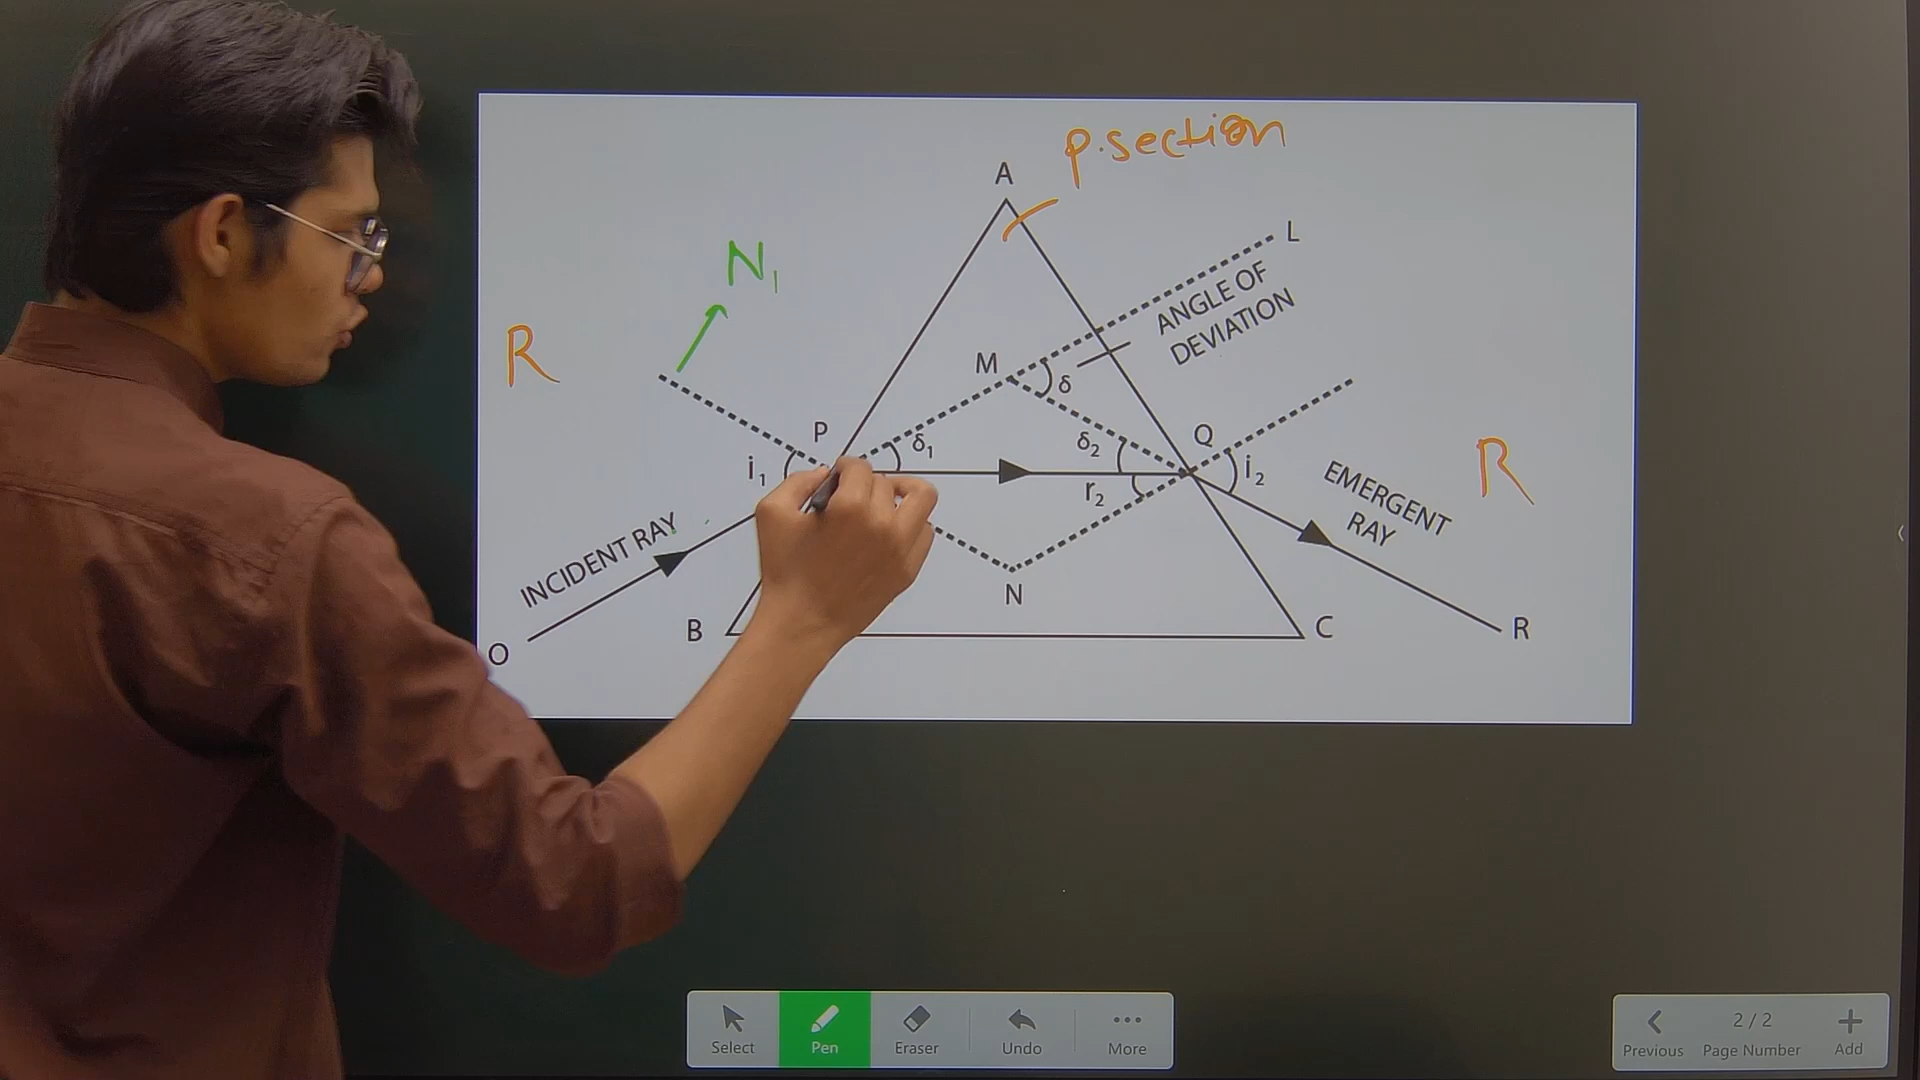 p.section
A
L
N1
ANGLE OF
DEVIATION
R
M
δ
P
Q
δ1
δ2
i1
i2
r2
R
EMERGENT
RAY
INCIDENT RAY
N
B
C
R
O
Select
Pen
Eraser
Undo
More
Previous
2 / 2
Page Number
Add